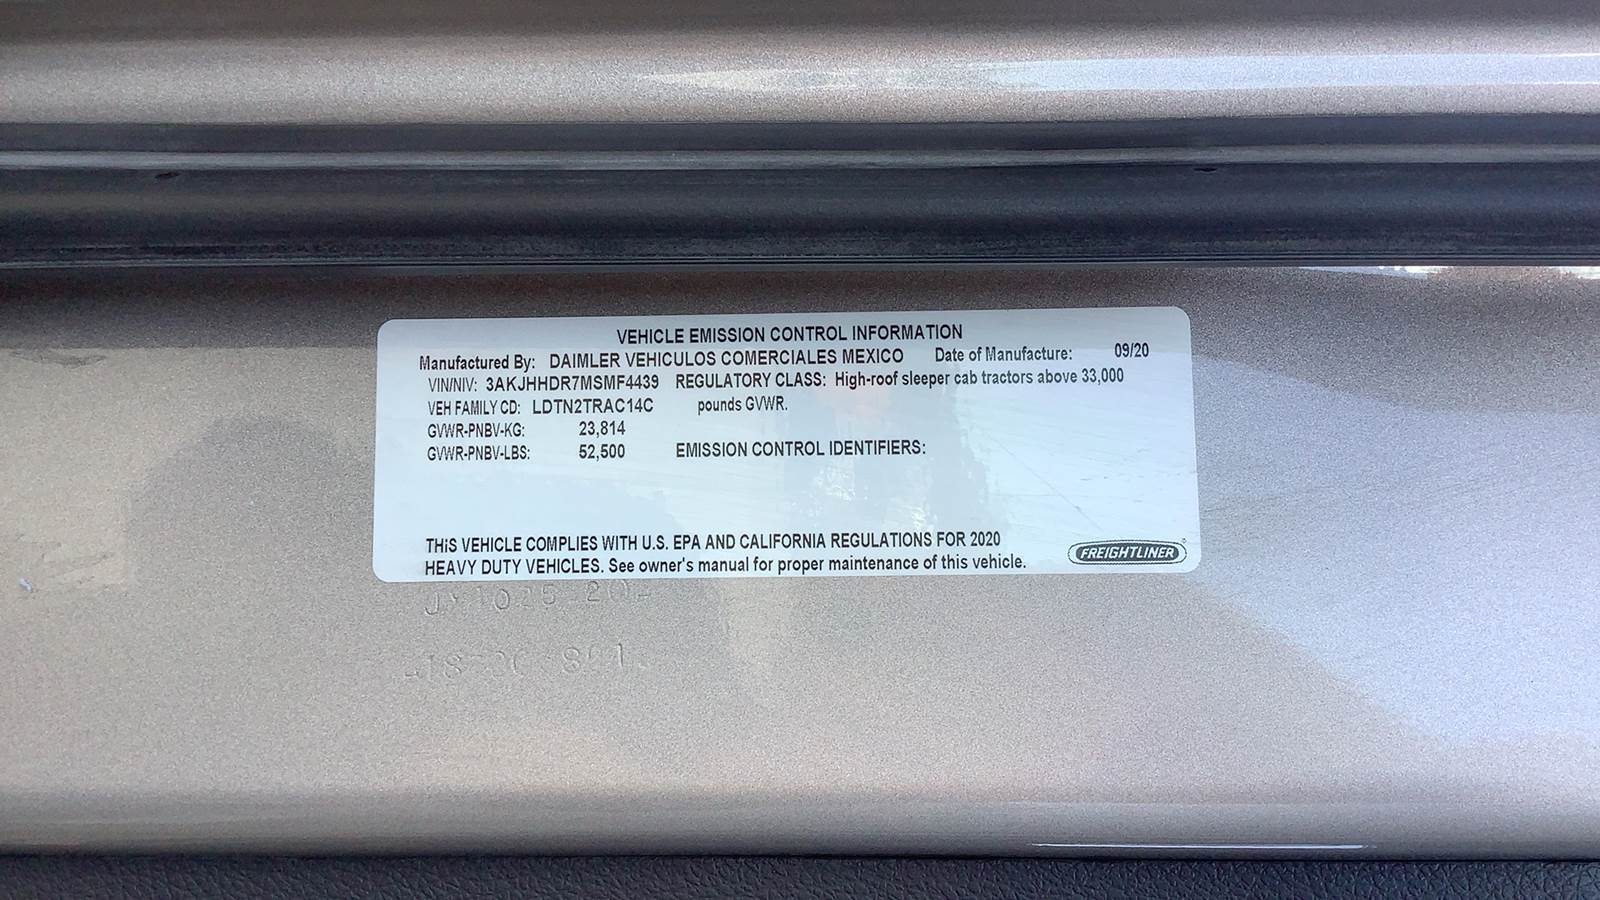 VEHICLE EMISSION CONTROL INFORMATION
Manufactured By: DAIMLER VEHICULOS COMERCIALES MEXICO Date of Manufacture: 09/20
VIN/NIV: 3AKJHHDR7MSMF4439 REGULATORY CLASS: High-roof sleeper cab tractors above 33,000
VEH FAMILY CD: LDTN2TRAC14C pounds GVWR.
GVWR-PNBV-KG: 23,814
GVWR-PNBV-LBS: 52,500 EMISSION CONTROL IDENTIFIERS:
THiS VEHICLE COMPLIES WITH U.S. EPA AND CALIFORNIA REGULATIONS FOR 2020
HEAVY DUTY VEHICLES. See owner's manual for proper maintenance of this vehicle.
FREIGHTLINER